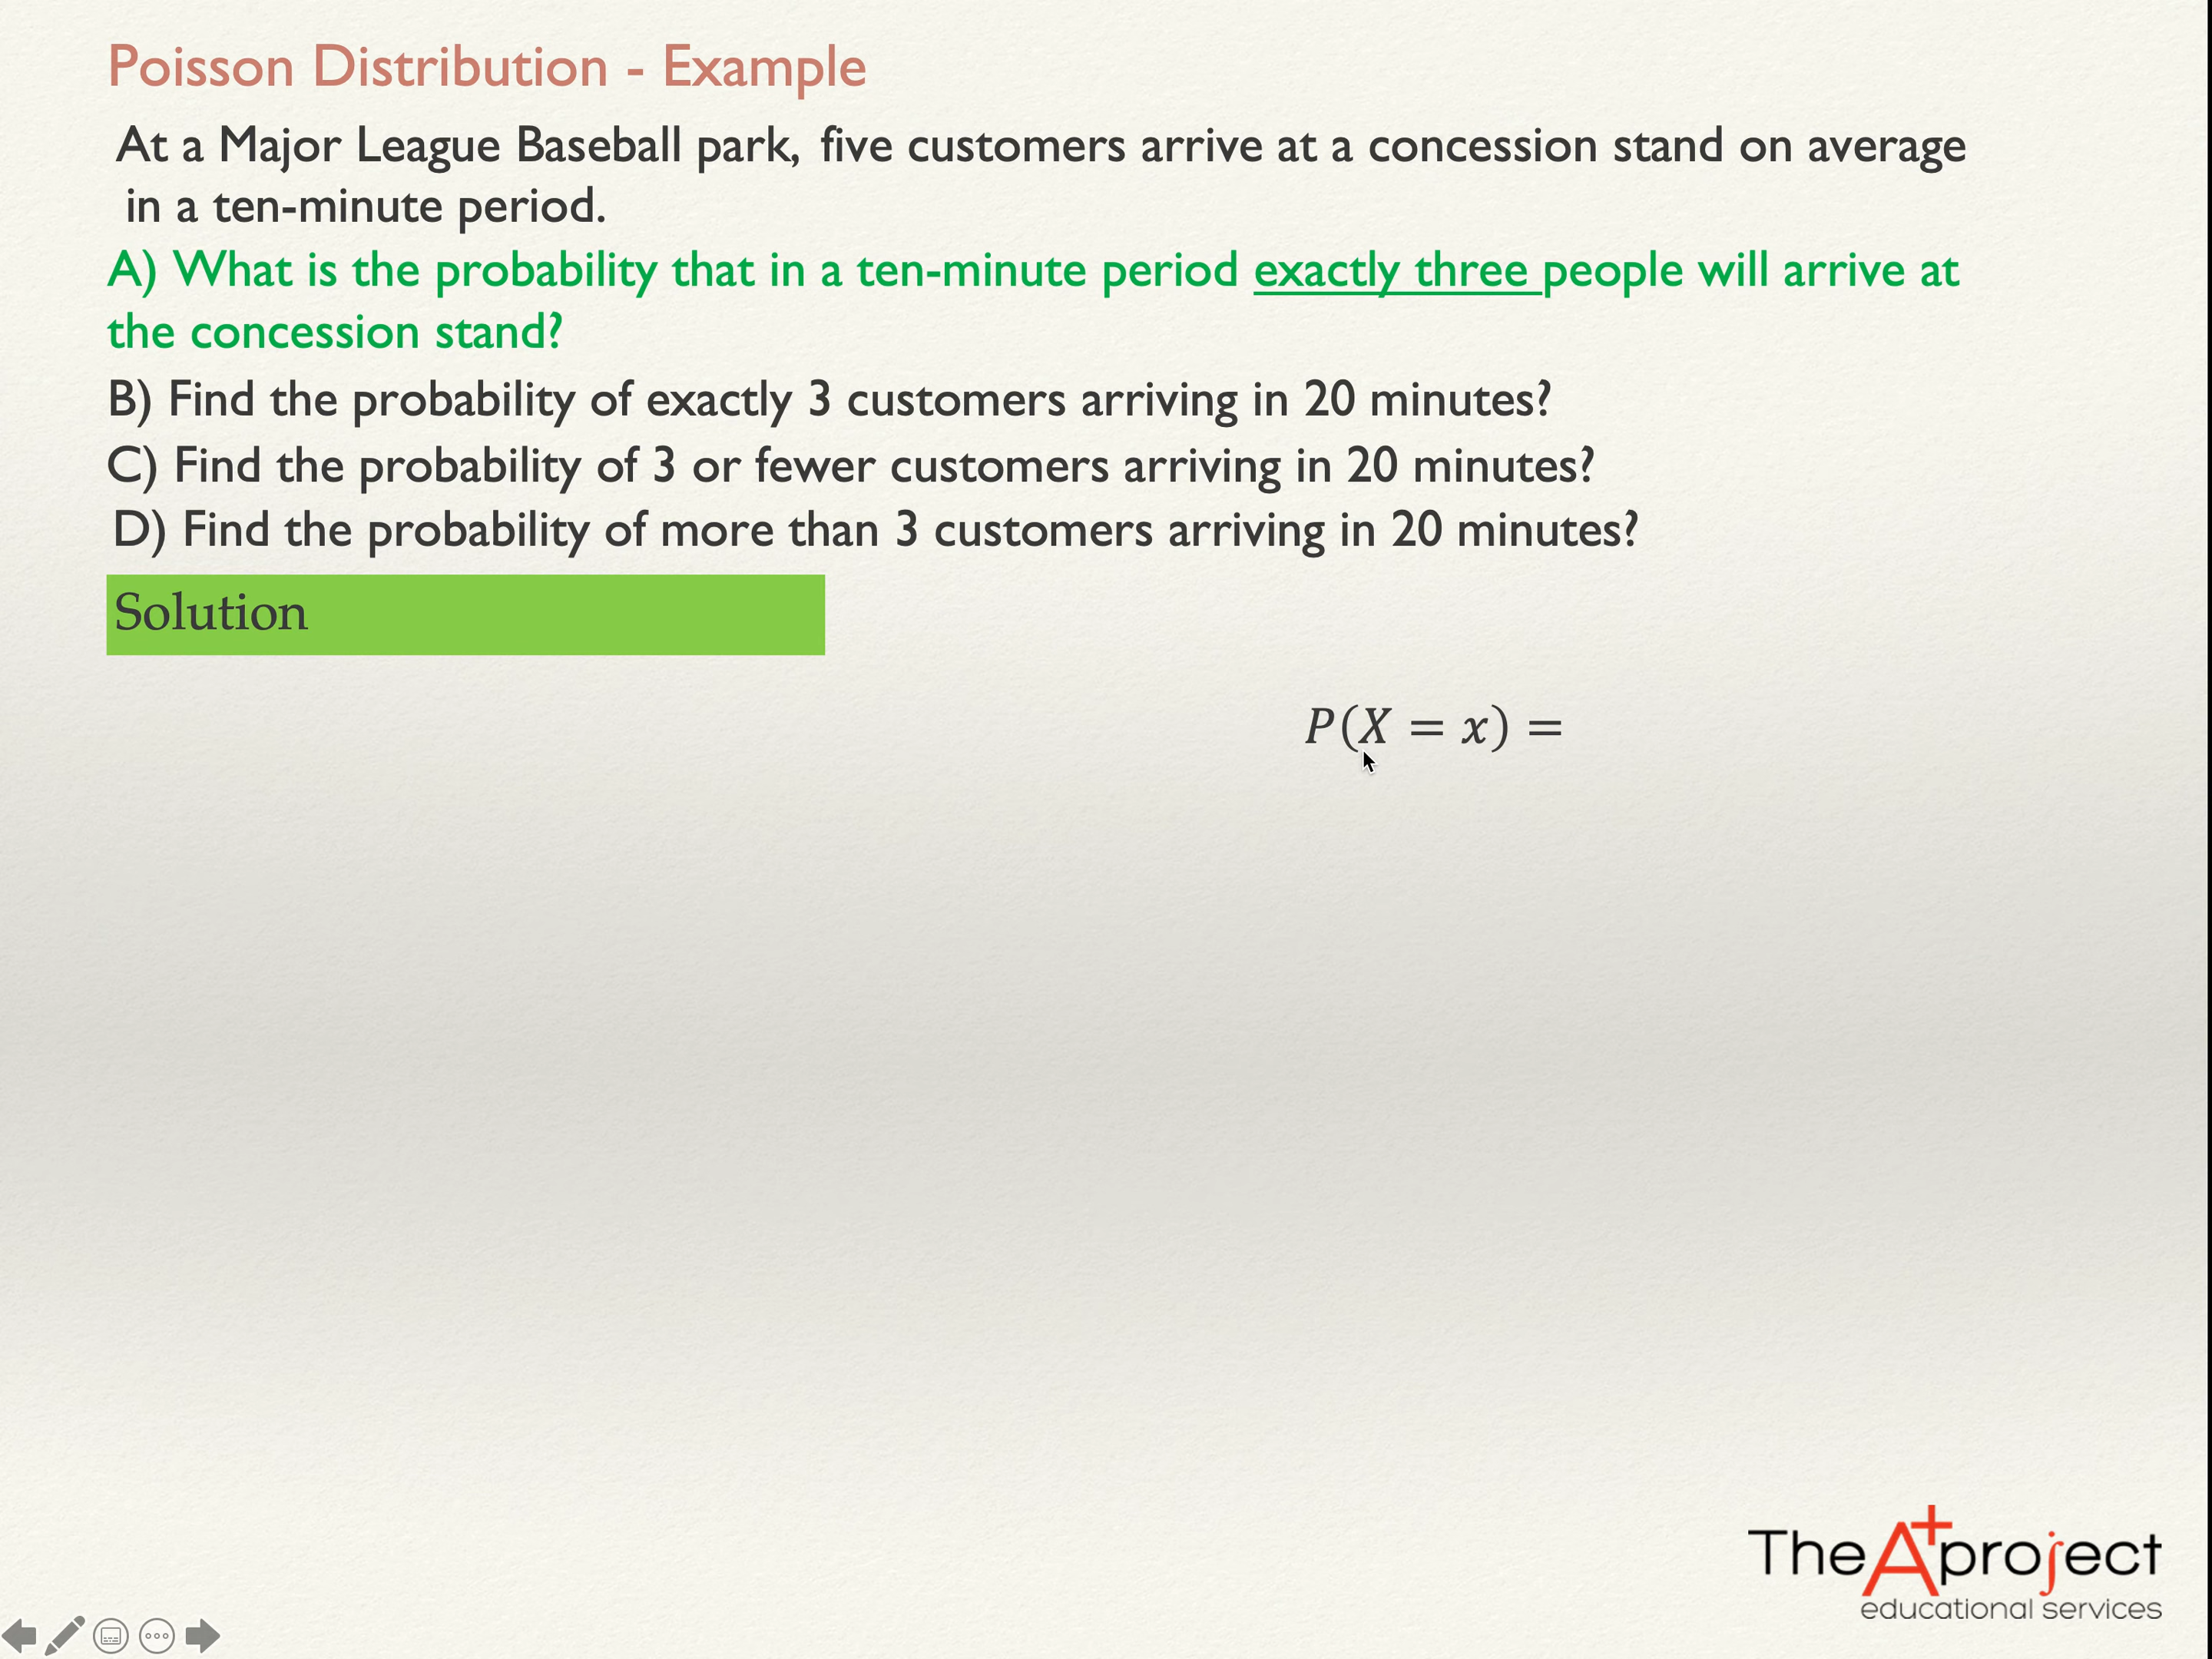 Poisson Distribution - Example
At a Major League Baseball park, five customers arrive at a concession stand on average
in a ten-minute period.
A) What is the probability that in a ten-minute period exactly three people will arrive at
the concession stand?
B) Find the probability of exactly 3 customers arriving in 20 minutes?
C) Find the probability of 3 or fewer customers arriving in 20 minutes?
D) Find the probability of more than 3 customers arriving in 20 minutes?
Solution
P(X = x) =
The A+ project
educational services